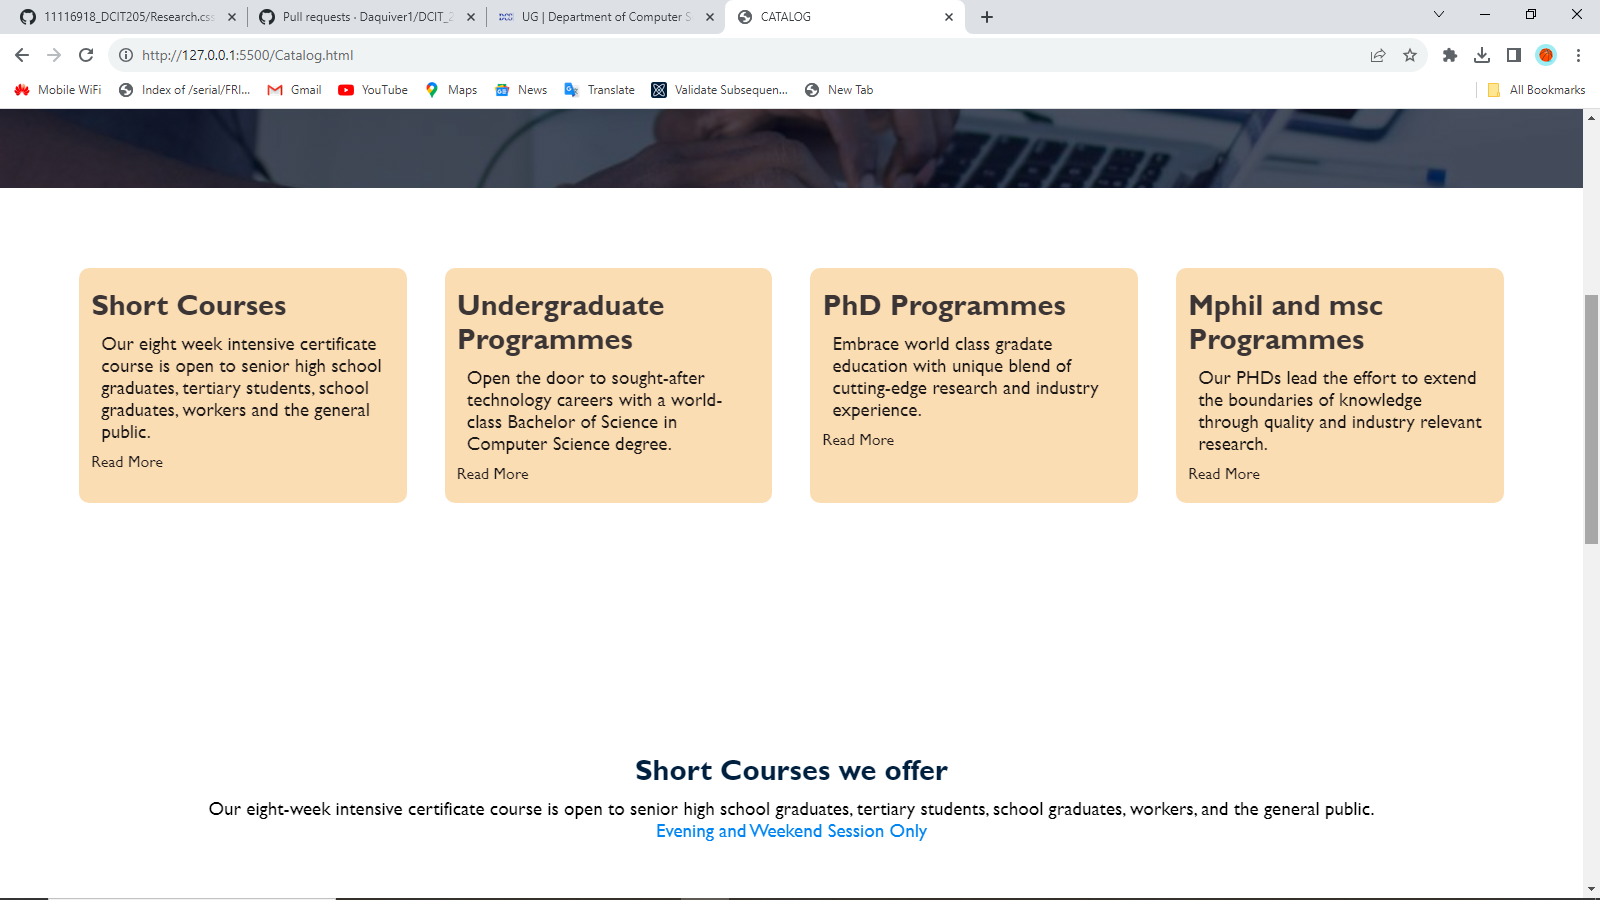 11116918_DCIT205/Research.css
Pull requests · Daquiver1/DCIT_2
UG | Department of Computer S
CATALOG
http://127.0.0.1:5500/Catalog.html
Mobile WiFi
Index of /serial/FRI...
Gmail
YouTube
Maps
News
Translate
Validate Subsequen...
New Tab
All Bookmarks
Short Courses
Our eight week intensive certificate
course is open to senior high school
graduates, tertiary students, school
graduates, workers and the general
public.
Read More
Undergraduate
Programmes
Open the door to sought-after
technology careers with a world-
class Bachelor of Science in
Computer Science degree.
Read More
PhD Programmes
Embrace world class gradate
education with unique blend of
cutting-edge research and industry
experience.
Read More
Mphil and msc
Programmes
Our PHDs lead the effort to extend
the boundaries of knowledge
through quality and industry relevant
research.
Read More
Short Courses we offer
Our eight-week intensive certificate course is open to senior high school graduates, tertiary students, school graduates, workers, and the general public.
Evening and Weekend Session Only